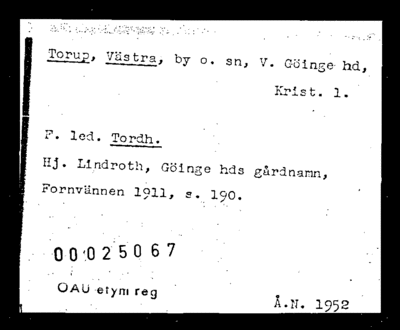 Torup, Västra, by o. sn, V. Göinge hd,
Krist. l.
F. led. Tordh.
Hj. Lindroth, Göinge hds gårdnamn,
Fornvännen 1911, s. 190.
00025067
OAU etym reg
Å.N. 1952